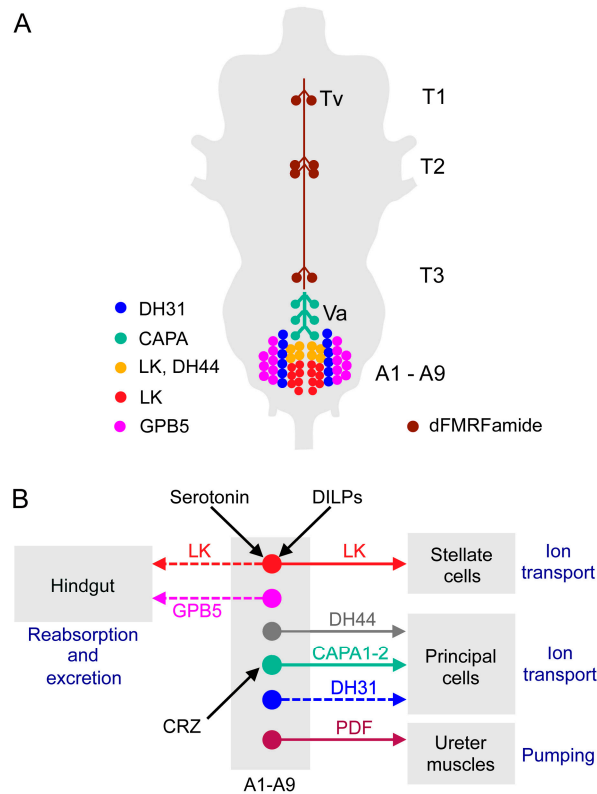 A
Tv
T1
T2
T3
Va
A1 - A9
DH31
CAPA
LK, DH44
LK
GPB5
dFMRFamide
B
Serotonin
DILPs
LK
LK
Hindgut
Stellate
cells
Ion
transport
GPB5
Reabsorption
and
excretion
DH44
CAPA1-2
Principal
cells
Ion
transport
DH31
CRZ
PDF
Ureter
muscles
Pumping
A1-A9